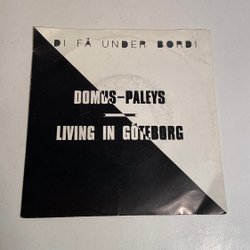 DI FÅ UNDER BORDI
DOMUS-PALEYS
LIVING IN GÖTEBORG